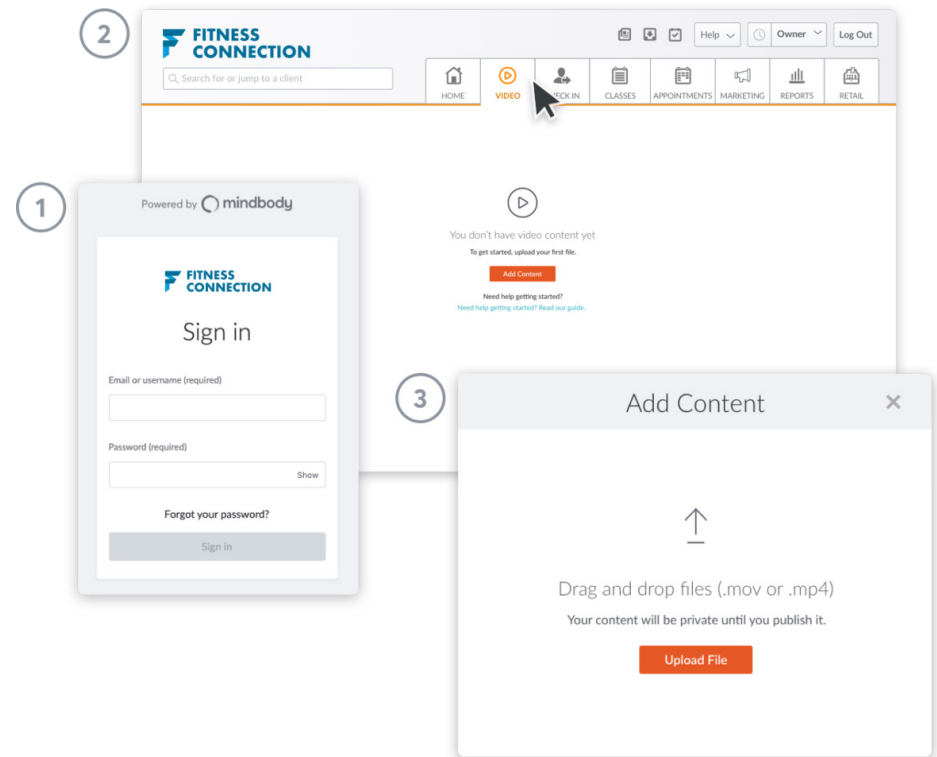 1
Powered by mindbody
FITNESS
CONNECTION
Sign in
Email or username (required)
Password (required)
Show
Forgot your password?
Sign in
2
FITNESS
CONNECTION
Help
Owner
Log Out
Search for or jump to a client
HOME
VIDEO
CHECK IN
CLASSES
APPOINTMENTS
MARKETING
REPORTS
RETAIL
You don't have video content yet
To get started, upload your first file.
Add Content
Need help getting started?
Need help getting started? Read our guide.
3
Add Content
Drag and drop files (.mov or .mp4)
Your content will be private until you publish it.
Upload File